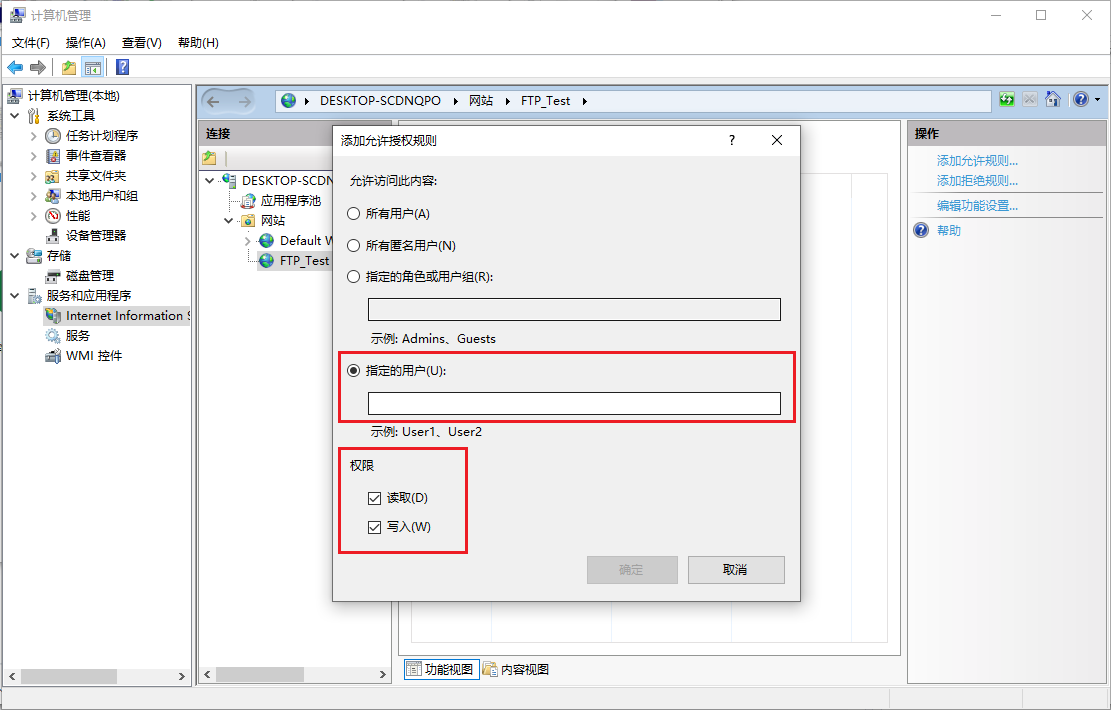 计算机管理
文件(F) 操作(A) 查看(V) 帮助(H)
计算机管理(本地)
系统工具
任务计划程序
事件查看器
共享文件夹
本地用户和组
性能
设备管理器
存储
磁盘管理
服务和应用程序
Internet Information S
服务
WMI 控件
DESKTOP-SCDNQPO 网站 FTP_Test
连接
DESKTOP-SCDN
应用程序池
网站
Default W
FTP_Test
添加允许授权规则 ?
允许访问此内容:
所有用户(A)
所有匿名用户(N)
指定的角色或用户组(R):
示例: Admins、Guests
指定的用户(U):
示例: User1、User2
权限
读取(D)
写入(W)
确定 取消
功能视图 内容视图
操作
添加允许规则...
添加拒绝规则...
编辑功能设置...
帮助